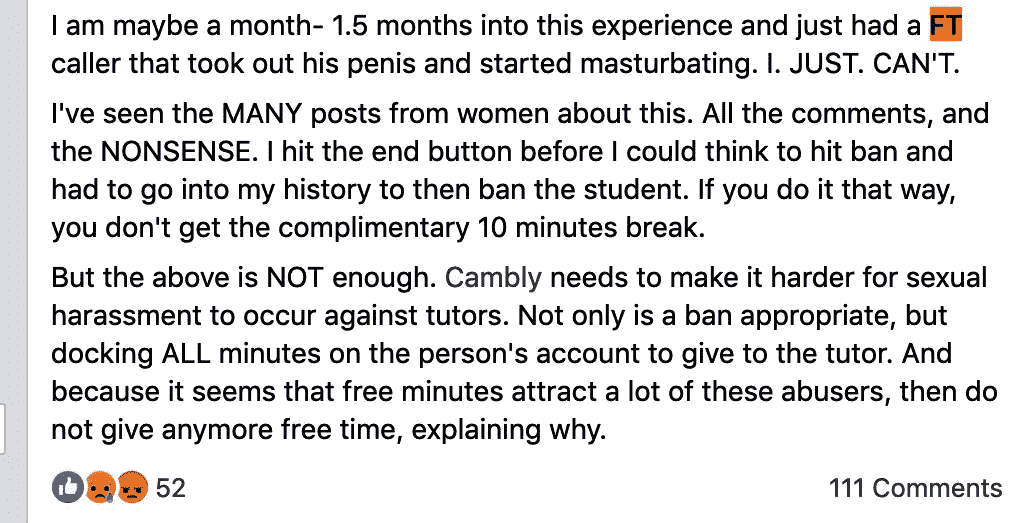 I am maybe a month- 1.5 months into this experience and just had a FT
caller that took out his penis and started masturbating. I. JUST. CAN'T.
I've seen the MANY posts from women about this. All the comments, and
the NONSENSE. I hit the end button before I could think to hit ban and
had to go into my history to then ban the student. If you do it that way,
you don't get the complimentary 10 minutes break.
But the above is NOT enough. Cambly needs to make it harder for sexual
harassment to occur against tutors. Not only is a ban appropriate, but
docking ALL minutes on the person's account to give to the tutor. And
because it seems that free minutes attract a lot of these abusers, then do
not give anymore free time, explaining why.
52 111 Comments